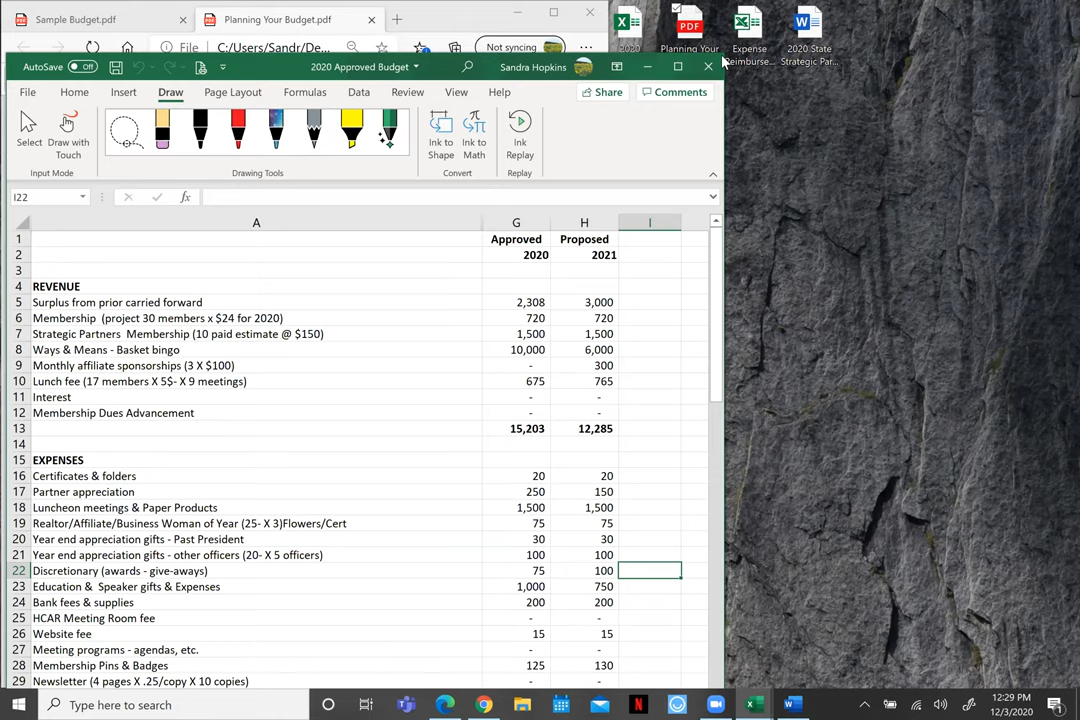 Sample Budget.pdf
Planning Your Budget.pdf
File
C:/Users/Sandr/De...
Not syncing
2020
Planning Your
Expense
Reimburse...
2020 State
Strategic Par...
AutoSave
Off
2020 Approved Budget
Sandra Hopkins
File
Home
Insert
Draw
Page Layout
Formulas
Data
Review
View
Help
Share
Comments
Select
Draw with
Touch
Ink to
Shape
Ink to
Math
Ink
Replay
Input Mode
Drawing Tools
Convert
Replay
I22
fx
A G H I
1 Approved Proposed
2 2020 2021
3
4 REVENUE
5 Surplus from prior carried forward 2,308 3,000
6 Membership (project 30 members x $24 for 2020) 720 720
7 Strategic Partners Membership (10 paid estimate @ $150) 1,500 1,500
8 Ways & Means - Basket bingo 10,000 6,000
9 Monthly affiliate sponsorships (3 X $100) - 300
10 Lunch fee (17 members X 5$- X 9 meetings) 675 765
11 Interest - -
12 Membership Dues Advancement - -
13 15,203 12,285
14
15 EXPENSES
16 Certificates & folders 20 20
17 Partner appreciation 250 150
18 Luncheon meetings & Paper Products 1,500 1,500
19 Realtor/Affiliate/Business Woman of Year (25- X 3)Flowers/Cert 75 75
20 Year end appreciation gifts - Past President 30 30
21 Year end appreciation gifts - other officers (20- X 5 officers) 100 100
22 Discretionary (awards - give-aways) 75 100
23 Education & Speaker gifts & Expenses 1,000 750
24 Bank fees & supplies 200 200
25 HCAR Meeting Room fee - -
26 Website fee 15 15
27 Meeting programs - agendas, etc. - -
28 Membership Pins & Badges 125 130
29 Newsletter (4 pages X .25/copy X 10 copies)
Type here to search
12:29 PM
12/3/2020